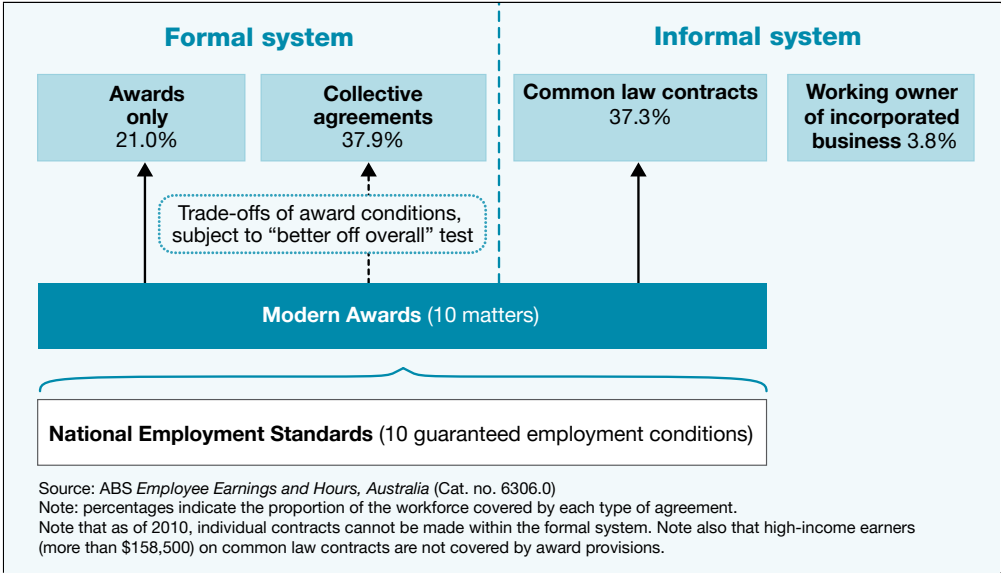 Formal system
Informal system
Awards
only
21.0%
Collective
agreements
37.9%
Common law contracts
37.3%
Working owner
of incorporated
business 3.8%
Trade-offs of award conditions,
subject to “better off overall” test
Modern Awards (10 matters)
National Employment Standards (10 guaranteed employment conditions)
Source: ABS Employee Earnings and Hours, Australia (Cat. no. 6306.0)
Note: percentages indicate the proportion of the workforce covered by each type of agreement.
Note that as of 2010, individual contracts cannot be made within the formal system. Note also that high-income earners
(more than $158,500) on common law contracts are not covered by award provisions.